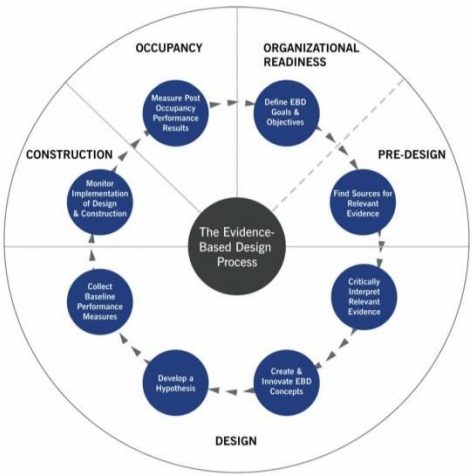 OCCUPANCY
ORGANIZATIONAL
READINESS
Measure Post
Occupancy
Performance
Results
Define EBD
Goals &
Objectives
CONSTRUCTION
PRE-DESIGN
Monitor
Implementation
of Design
& Construction
Find Sources for
Relevant
Evidence
The Evidence-
Based Design
Process
Collect
Baseline
Performance
Measures
Critically
Interpret
Relevant
Evidence
Develop a
Hypothesis
Create &
Innovate EBD
Concepts
DESIGN